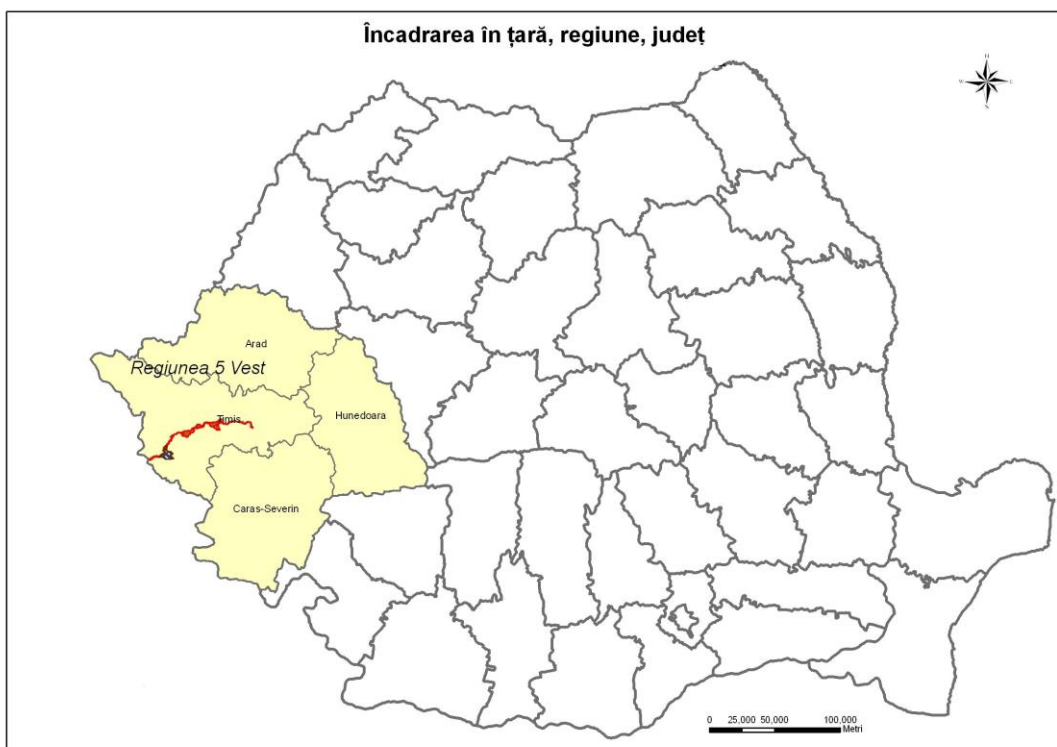 Încadrarea în țară, regiune, județ
N
W
E
S
Arad
Regiunea 5 Vest
Hunedoara
Timis
Caras-Severin
0 25,000 50,000 100,000
Metri